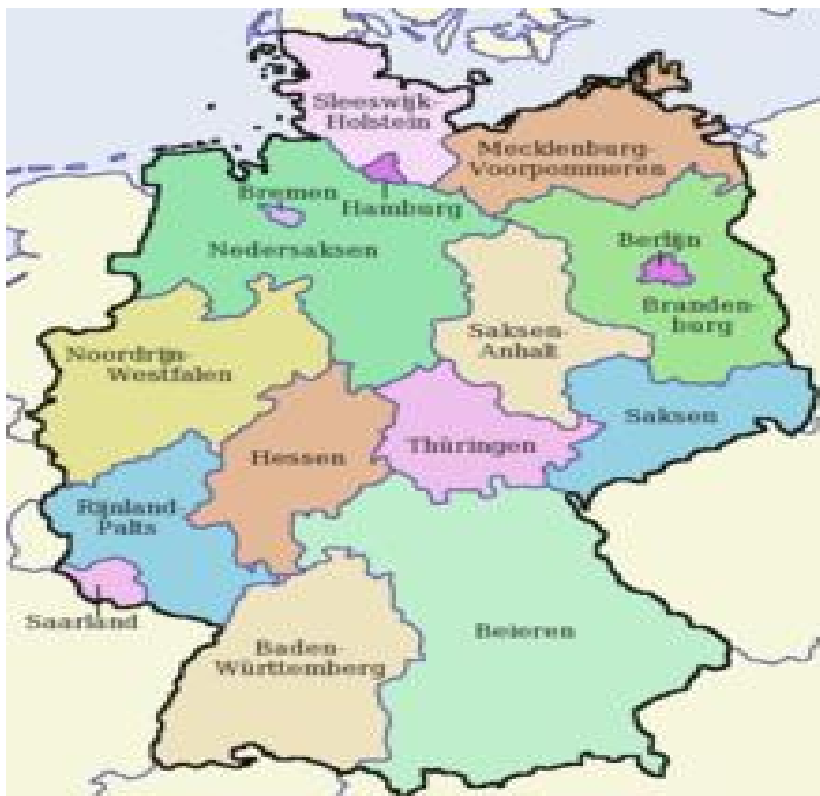 Sleeswijk-
Holstein
Mecklenburg-
Voorpommeren
Bremen
Hamburg
Nedersaksen
Berlijn
Branden-
burg
Saksen-
Anhalt
Noordrijn-
Westfalen
Saksen
Thüringen
Hessen
Rijnland-
Palts
Saarland
Beieren
Baden-
Württemberg